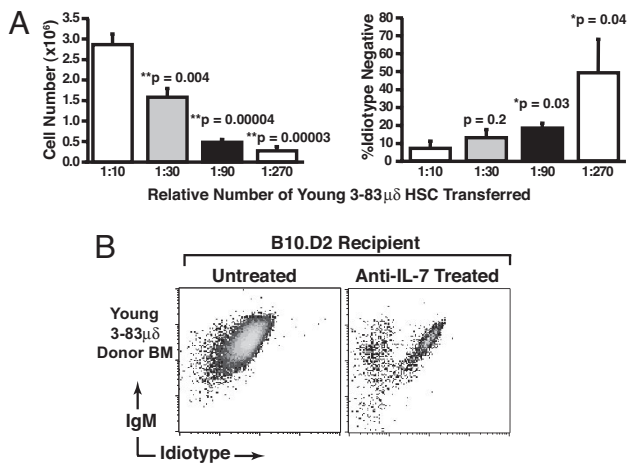 A
Cell Number (x10⁶)
3.5
3.0
2.5
2.0
1.5
1.0
0.5
0.0
**p = 0.004
**p = 0.00004
**p = 0.00003
1:10 1:30 1:90 1:270
%Idiotype Negative
80
70
60
50
40
30
20
10
0
p = 0.2
*p = 0.03
*p = 0.04
1:10 1:30 1:90 1:270
Relative Number of Young 3-83μδ HSC Transferred
B
B10.D2 Recipient
Untreated Anti-IL-7 Treated
Young
3-83μδ
Donor BM
IgM
Idiotype